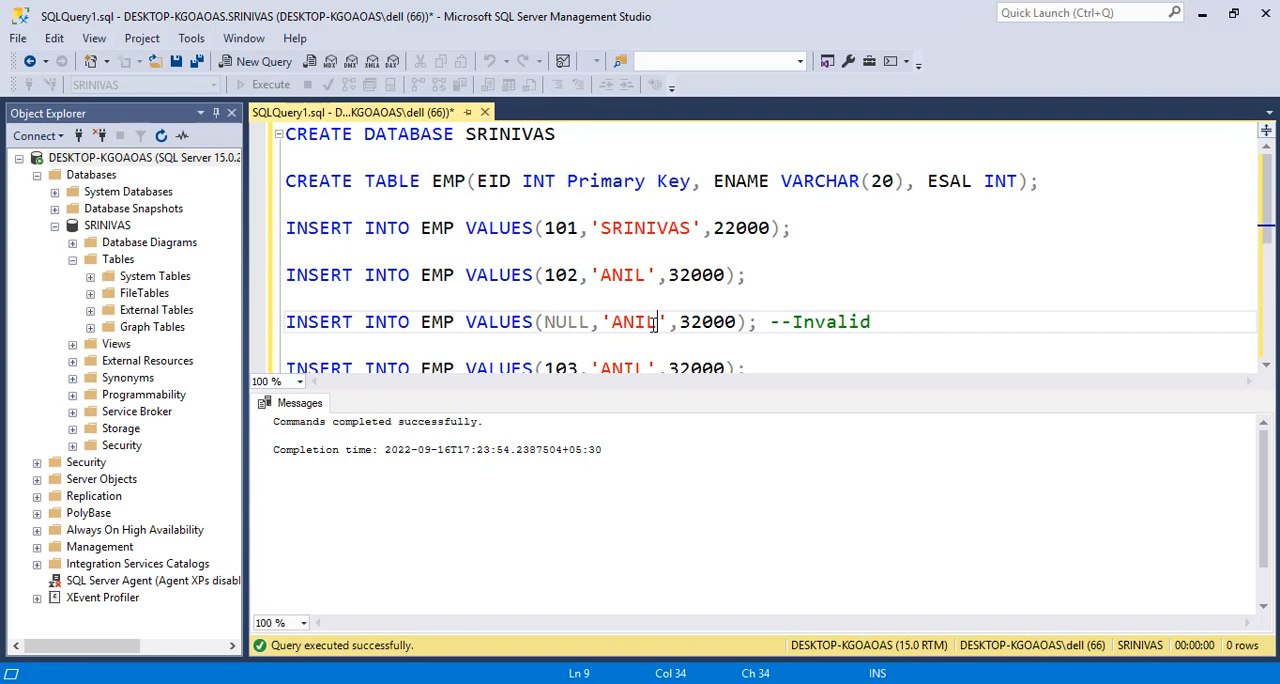 SQLQuery1.sql - DESKTOP-KGOAOAS.SRINIVAS (DESKTOP-KGOAOAS\dell (66))* - Microsoft SQL Server Management Studio
Quick Launch (Ctrl+Q)
File Edit View Project Tools Window Help
New Query
MDX DMX XMLA DAX
SRINIVAS
Execute
Object Explorer
SQLQuery1.sql - D...KGOAOAS\dell (66))*
Connect
DESKTOP-KGOAOAS (SQL Server 15.0.2
Databases
System Databases
Database Snapshots
SRINIVAS
Database Diagrams
Tables
System Tables
FileTables
External Tables
Graph Tables
Views
External Resources
Synonyms
Programmability
Service Broker
Storage
Security
Security
Server Objects
Replication
PolyBase
Always On High Availability
Management
Integration Services Catalogs
SQL Server Agent (Agent XPs disabl
XEvent Profiler
CREATE DATABASE SRINIVAS
CREATE TABLE EMP(EID INT Primary Key, ENAME VARCHAR(20), ESAL INT);
INSERT INTO EMP VALUES(101,'SRINIVAS',22000);
INSERT INTO EMP VALUES(102,'ANIL',32000);
INSERT INTO EMP VALUES(NULL,'ANIL',32000); --Invalid
INSERT INTO EMP VALUES(103,'ANIL',32000);
100 %
Messages
Commands completed successfully.
Completion time: 2022-09-16T17:23:54.2387504+05:30
100 %
Query executed successfully.
DESKTOP-KGOAOAS (15.0 RTM) DESKTOP-KGOAOAS\dell (66) SRINIVAS 00:00:00 0 rows
Ln 9 Col 34 Ch 34 INS